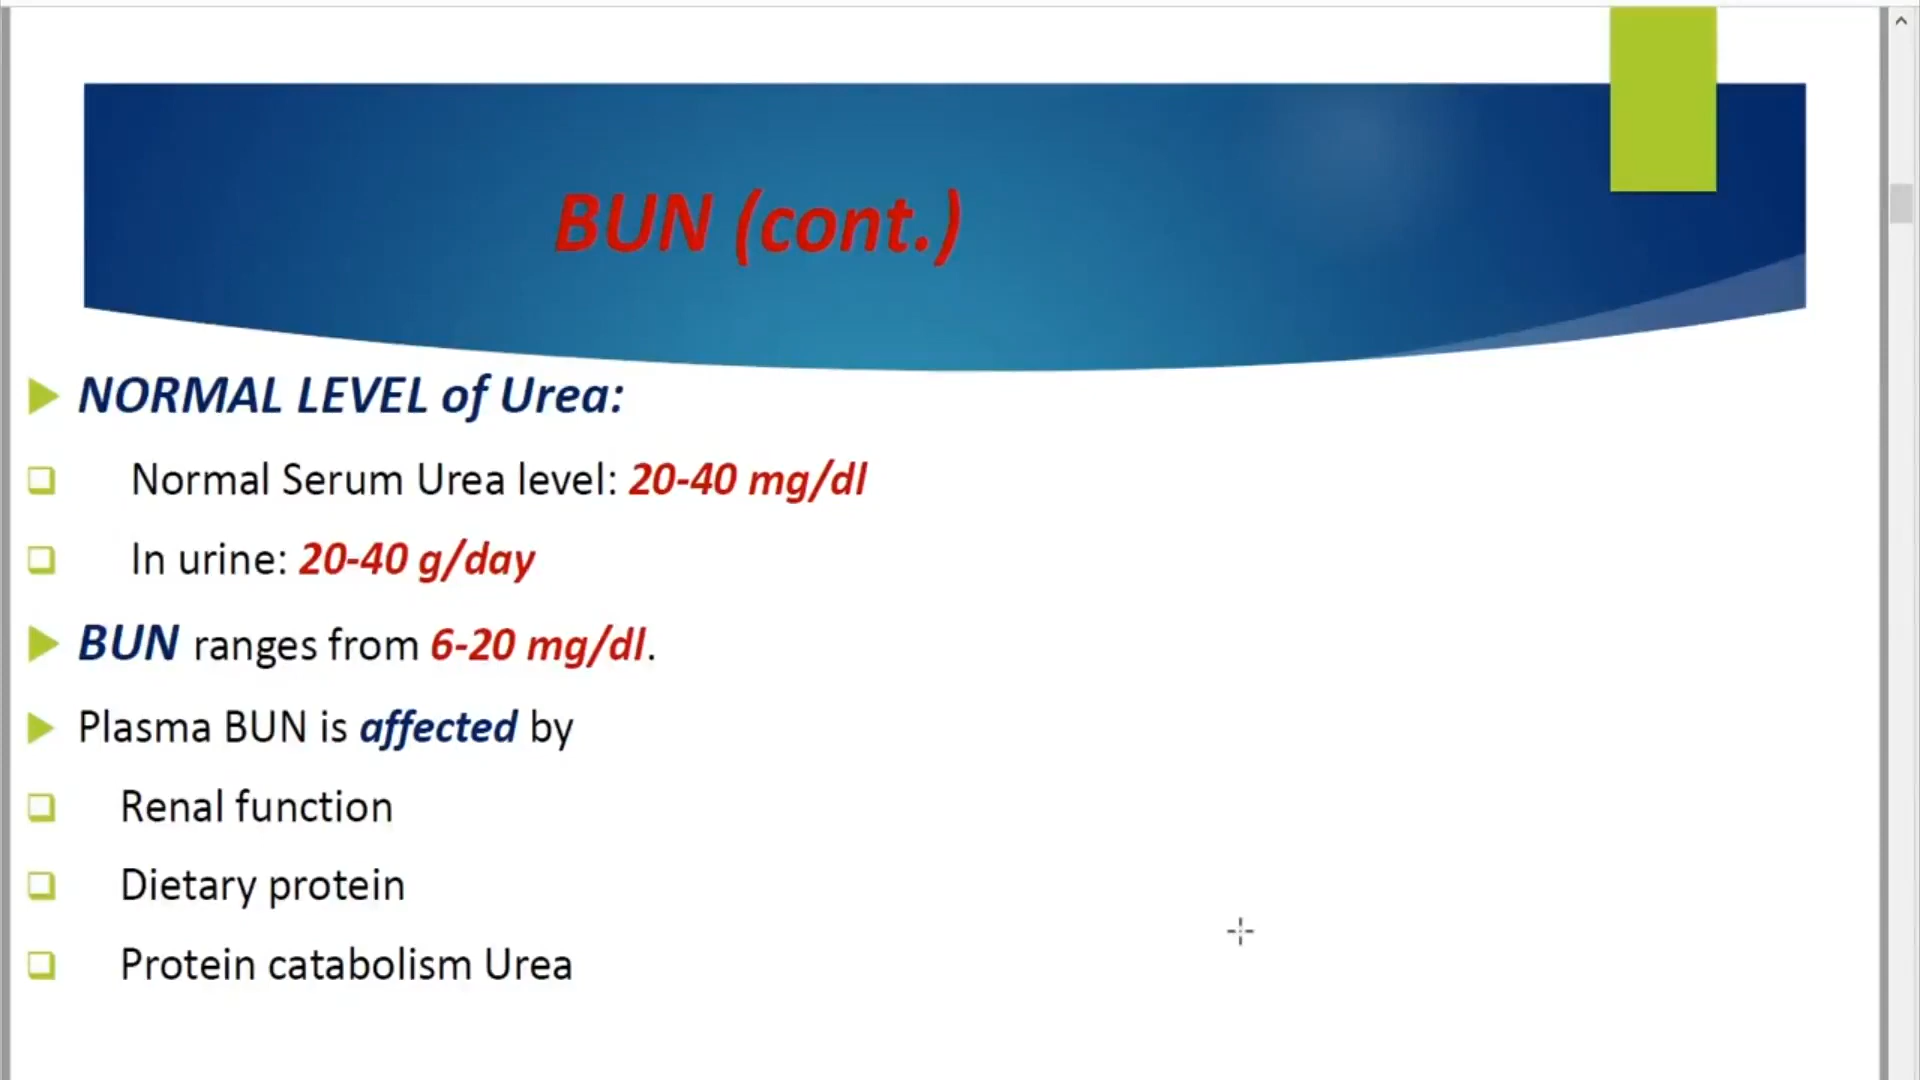 BUN (cont.)
NORMAL LEVEL of Urea:
Normal Serum Urea level: 20-40 mg/dl
In urine: 20-40 g/day
BUN ranges from 6-20 mg/dl.
Plasma BUN is affected by
Renal function
Dietary protein
Protein catabolism Urea